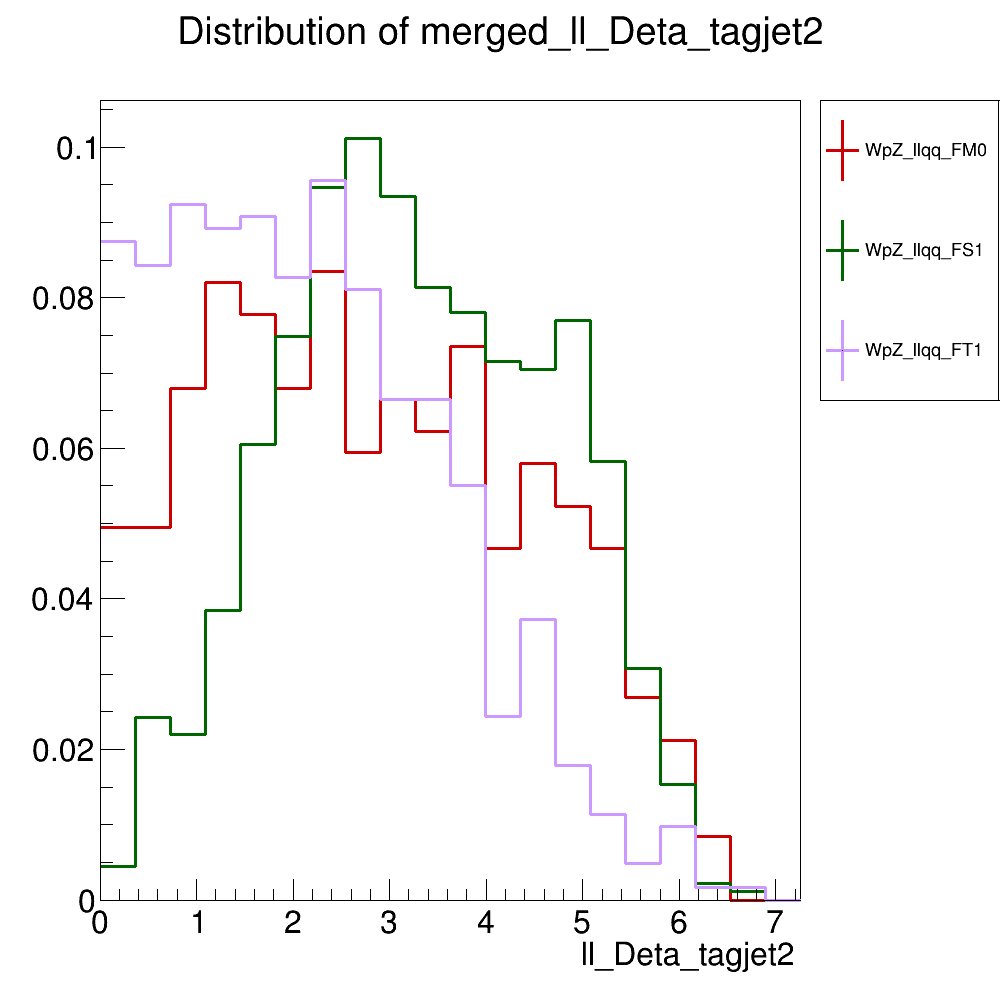 Distribution of merged_ll_Deta_tagjet2
0.1
0.08
0.06
0.04
0.02
0
0 1 2 3 4 5 6 7
ll_Deta_tagjet2
WpZ_llqq_FM0
WpZ_llqq_FS1
WpZ_llqq_FT1